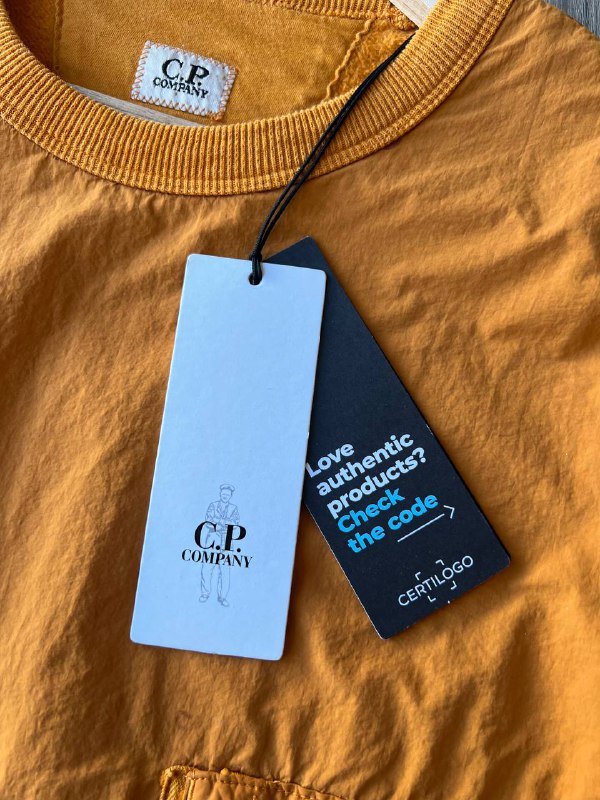 C.P.
COMPANY
C.P.
COMPANY
Love
authentic
products?
Check
the code
CERTILOGO